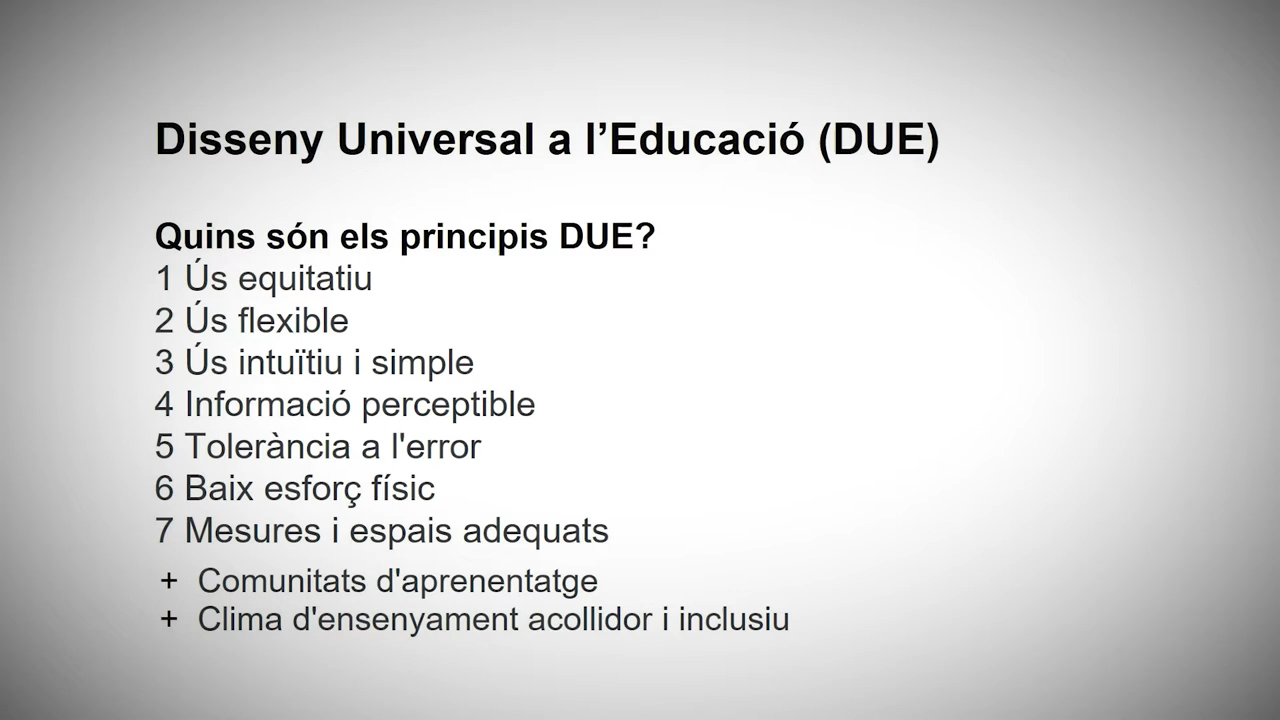 Disseny Universal a l’Educació (DUE)
Quins són els principis DUE?
1 Ús equitatiu
2 Ús flexible
3 Ús intuïtiu i simple
4 Informació perceptible
5 Tolerància a l'error
6 Baix esforç físic
7 Mesures i espais adequats
+ Comunitats d'aprenentatge
+ Clima d'ensenyament acollidor i inclusiu